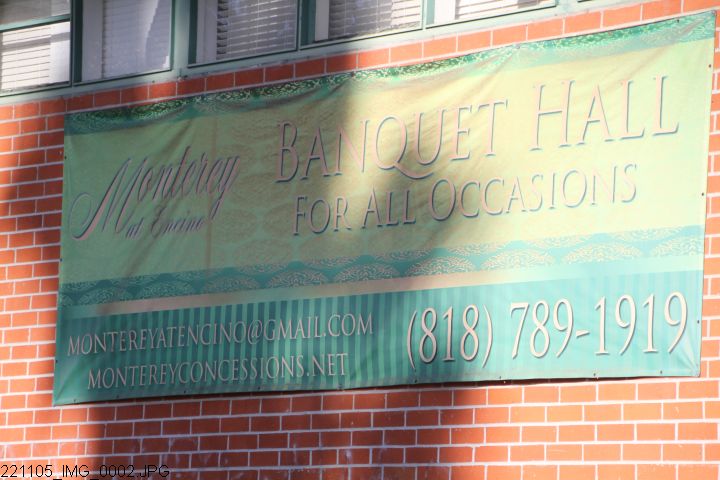 Monterey
at Encino
BANQUET HALL
FOR ALL OCCASIONS
MONTEREYATENCINO@GMAIL.COM
MONTEREYCONCESSIONS.NET
(818) 789-1919
221105_IMG_0002.JPG